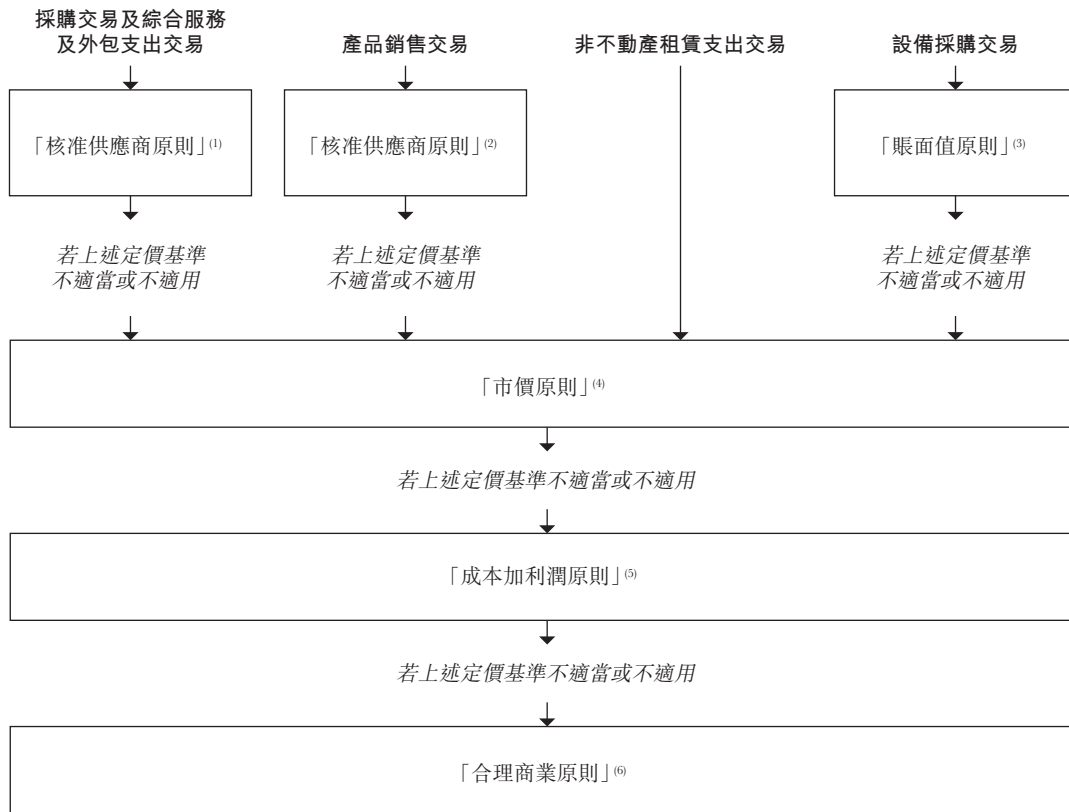 採購交易及綜合服務
及外包支出交易
產品銷售交易
非不動產租賃支出交易
設備採購交易
「核准供應商原則」(1)
「核准供應商原則」(2)
「賬面值原則」(3)
若上述定價基準
不適當或不適用
若上述定價基準
不適當或不適用
若上述定價基準
不適當或不適用
「市價原則」(4)
若上述定價基準不適當或不適用
「成本加利潤原則」(5)
若上述定價基準不適當或不適用
「合理商業原則」(6)